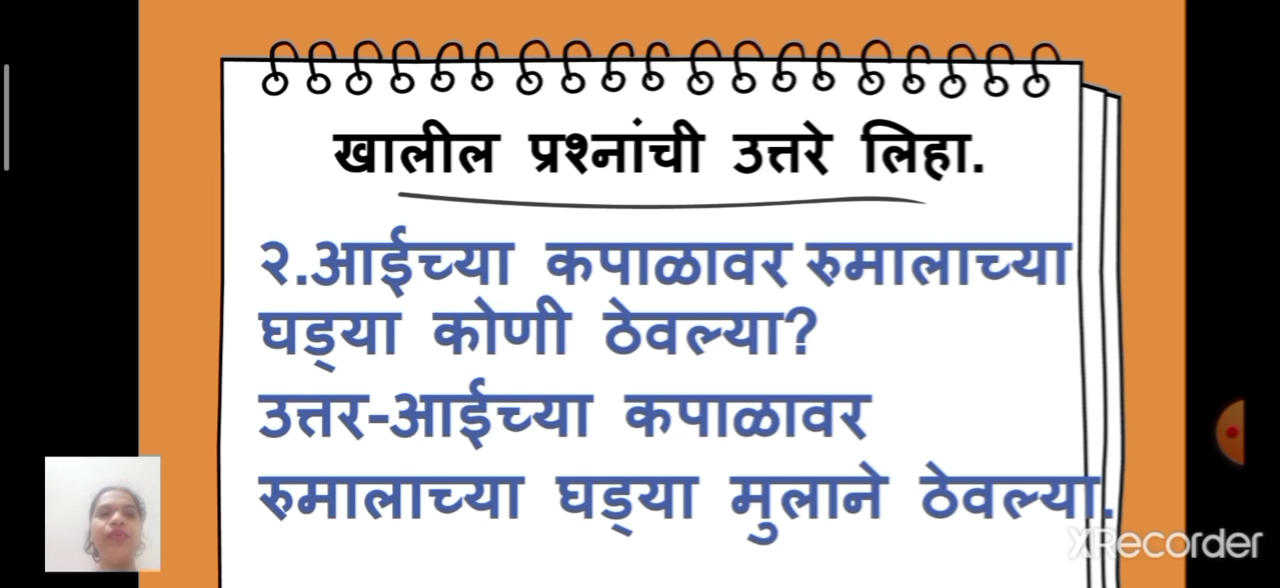 खालील प्रश्नांची उत्तरे लिहा.
२.आईच्या कपाळावर रुमालाच्या
घड्या कोणी ठेवल्या?
उत्तर-आईच्या कपाळावर
रुमालाच्या घड्या मुलाने ठेवल्या.
XRecorder